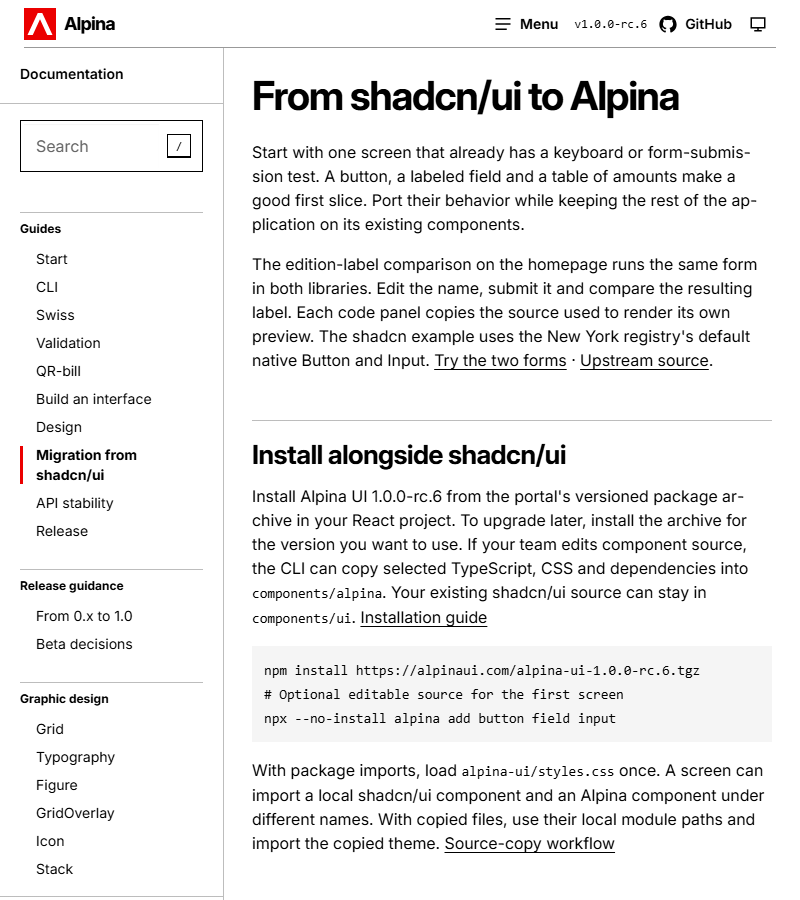 Alpina
Menu
v1.0.0-rc.6
GitHub
Documentation
Search
/
Guides
Start
CLI
Swiss
Validation
QR-bill
Build an interface
Design
Migration from
shadcn/ui
API stability
Release
Release guidance
From 0.x to 1.0
Beta decisions
Graphic design
Grid
Typography
Figure
GridOverlay
Icon
Stack
From shadcn/ui to Alpina
Start with one screen that already has a keyboard or form-submis-
sion test. A button, a labeled field and a table of amounts make a
good first slice. Port their behavior while keeping the rest of the ap-
plication on its existing components.
The edition-label comparison on the homepage runs the same form
in both libraries. Edit the name, submit it and compare the resulting
label. Each code panel copies the source used to render its own
preview. The shadcn example uses the New York registry's default
native Button and Input. Try the two forms · Upstream source.
Install alongside shadcn/ui
Install Alpina UI 1.0.0-rc.6 from the portal's versioned package ar-
chive in your React project. To upgrade later, install the archive for
the version you want to use. If your team edits component source,
the CLI can copy selected TypeScript, CSS and dependencies into
components/alpina. Your existing shadcn/ui source can stay in
components/ui. Installation guide
npm install https://alpinaui.com/alpina-ui-1.0.0-rc.6.tgz
# Optional editable source for the first screen
npx --no-install alpina add button field input
With package imports, load alpina-ui/styles.css once. A screen can
import a local shadcn/ui component and an Alpina component under
different names. With copied files, use their local module paths and
import the copied theme. Source-copy workflow